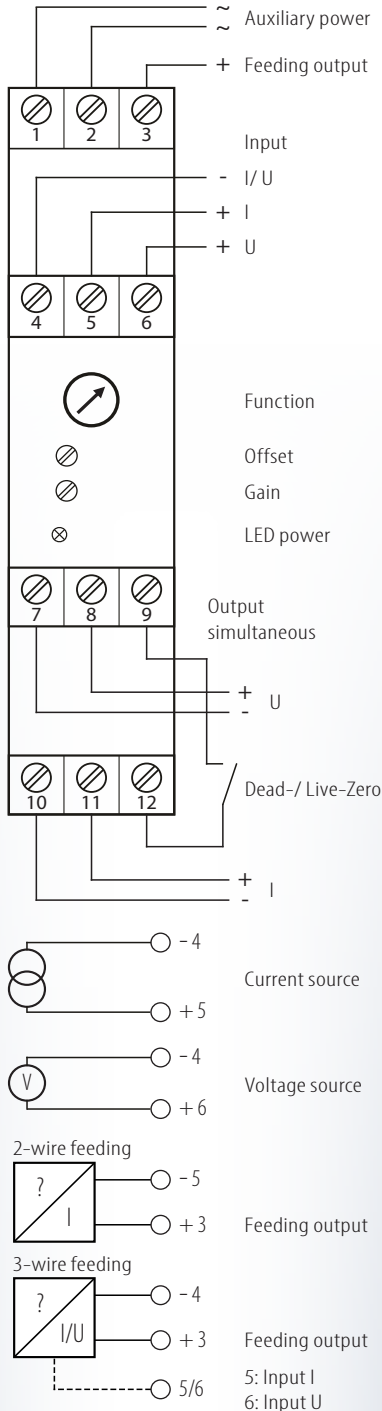 ~ Auxiliary power
~
+ Feeding output
1 2 3
Input
- I/ U
+ I
+ U
4 5 6
Function
Offset
Gain
LED power
7 8 9
Output
simultaneous
+
- U
Dead-/ Live-Zero
10 11 12
+
- I
- 4
Current source
+ 5
- 4
V
Voltage source
+ 6
2-wire feeding
? - 5
I + 3 Feeding output
3-wire feeding
? - 4
I/U + 3 Feeding output
5/6 5: Input I
6: Input U